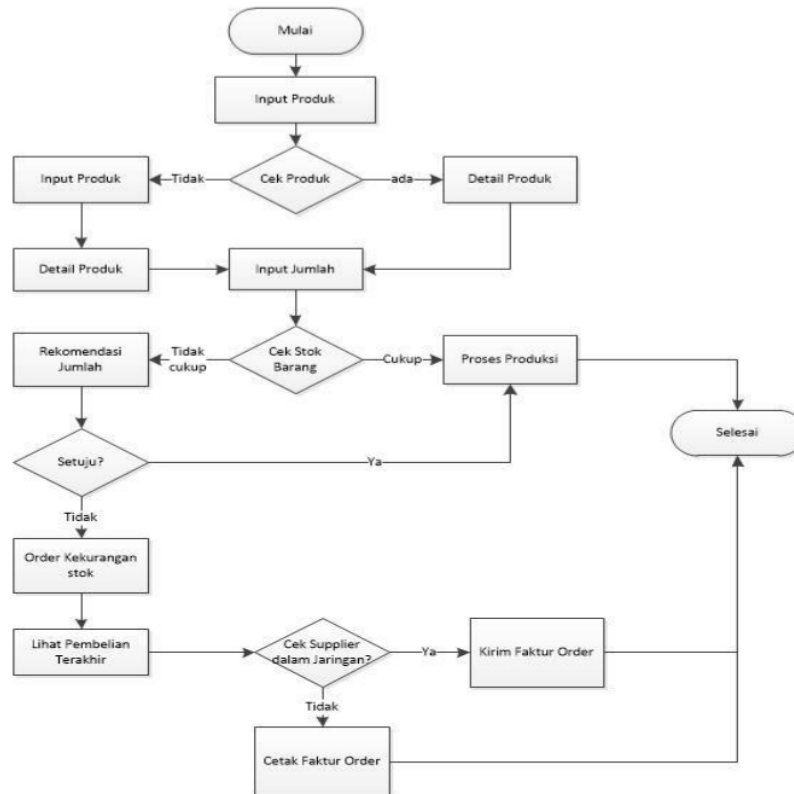 Mulai
Input Produk
Input Produk
Tidak
Cek Produk
ada
Detail Produk
Detail Produk
Input Jumlah
Rekomendasi
Jumlah
Tidak
cukup
Cek Stok
Barang
Cukup
Proses Produksi
Selesai
Setuju?
Ya
Tidak
Order Kekurangan
stok
Lihat Pembelian
Terakhir
Cek Supplier
dalam Jaringan?
Ya
Kirim Faktur Order
Tidak
Cetak Faktur Order